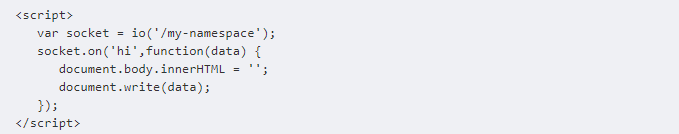 <script>
var socket = io('/my-namespace');
socket.on('hi',function(data) {
document.body.innerHTML = '';
document.write(data);
});
</script>